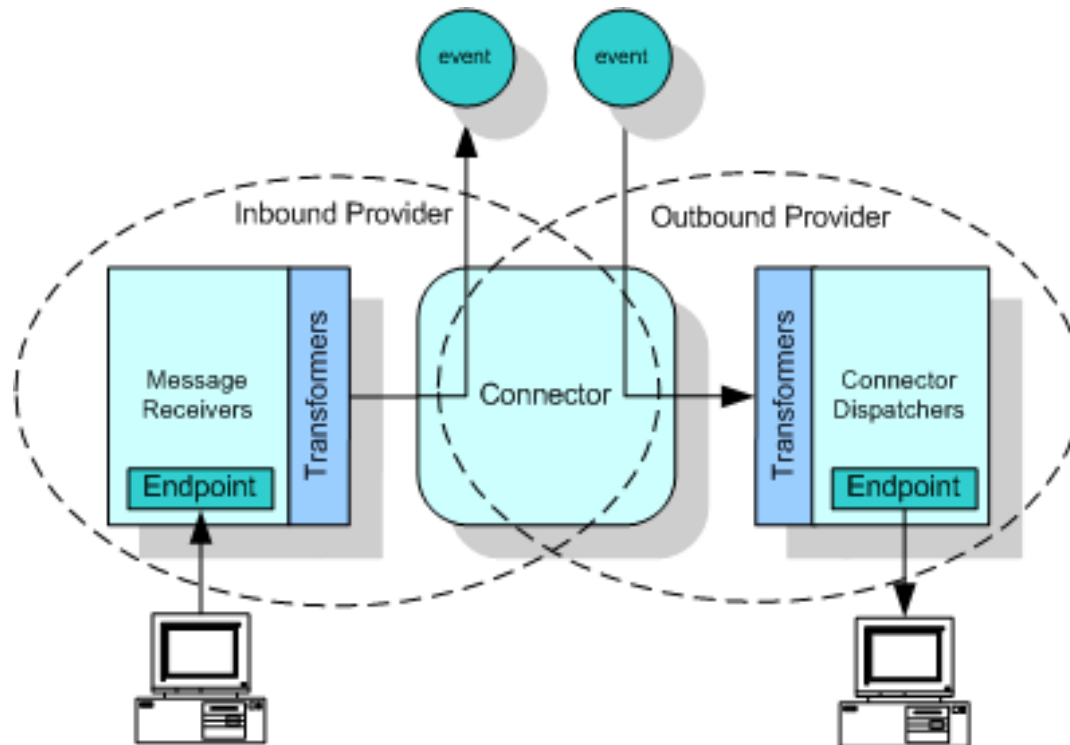 event
event
Inbound Provider
Outbound Provider
Message
Receivers
Transformers
Endpoint
Connector
Transformers
Connector
Dispatchers
Endpoint